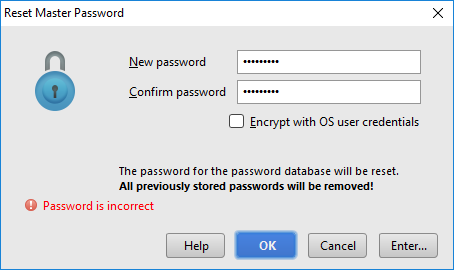 Reset Master Password
New password
•••••••••
Confirm password
•••••••••
Encrypt with OS user credentials
The password for the password database will be reset.
All previously stored passwords will be removed!
Password is incorrect
Help OK Cancel Enter...